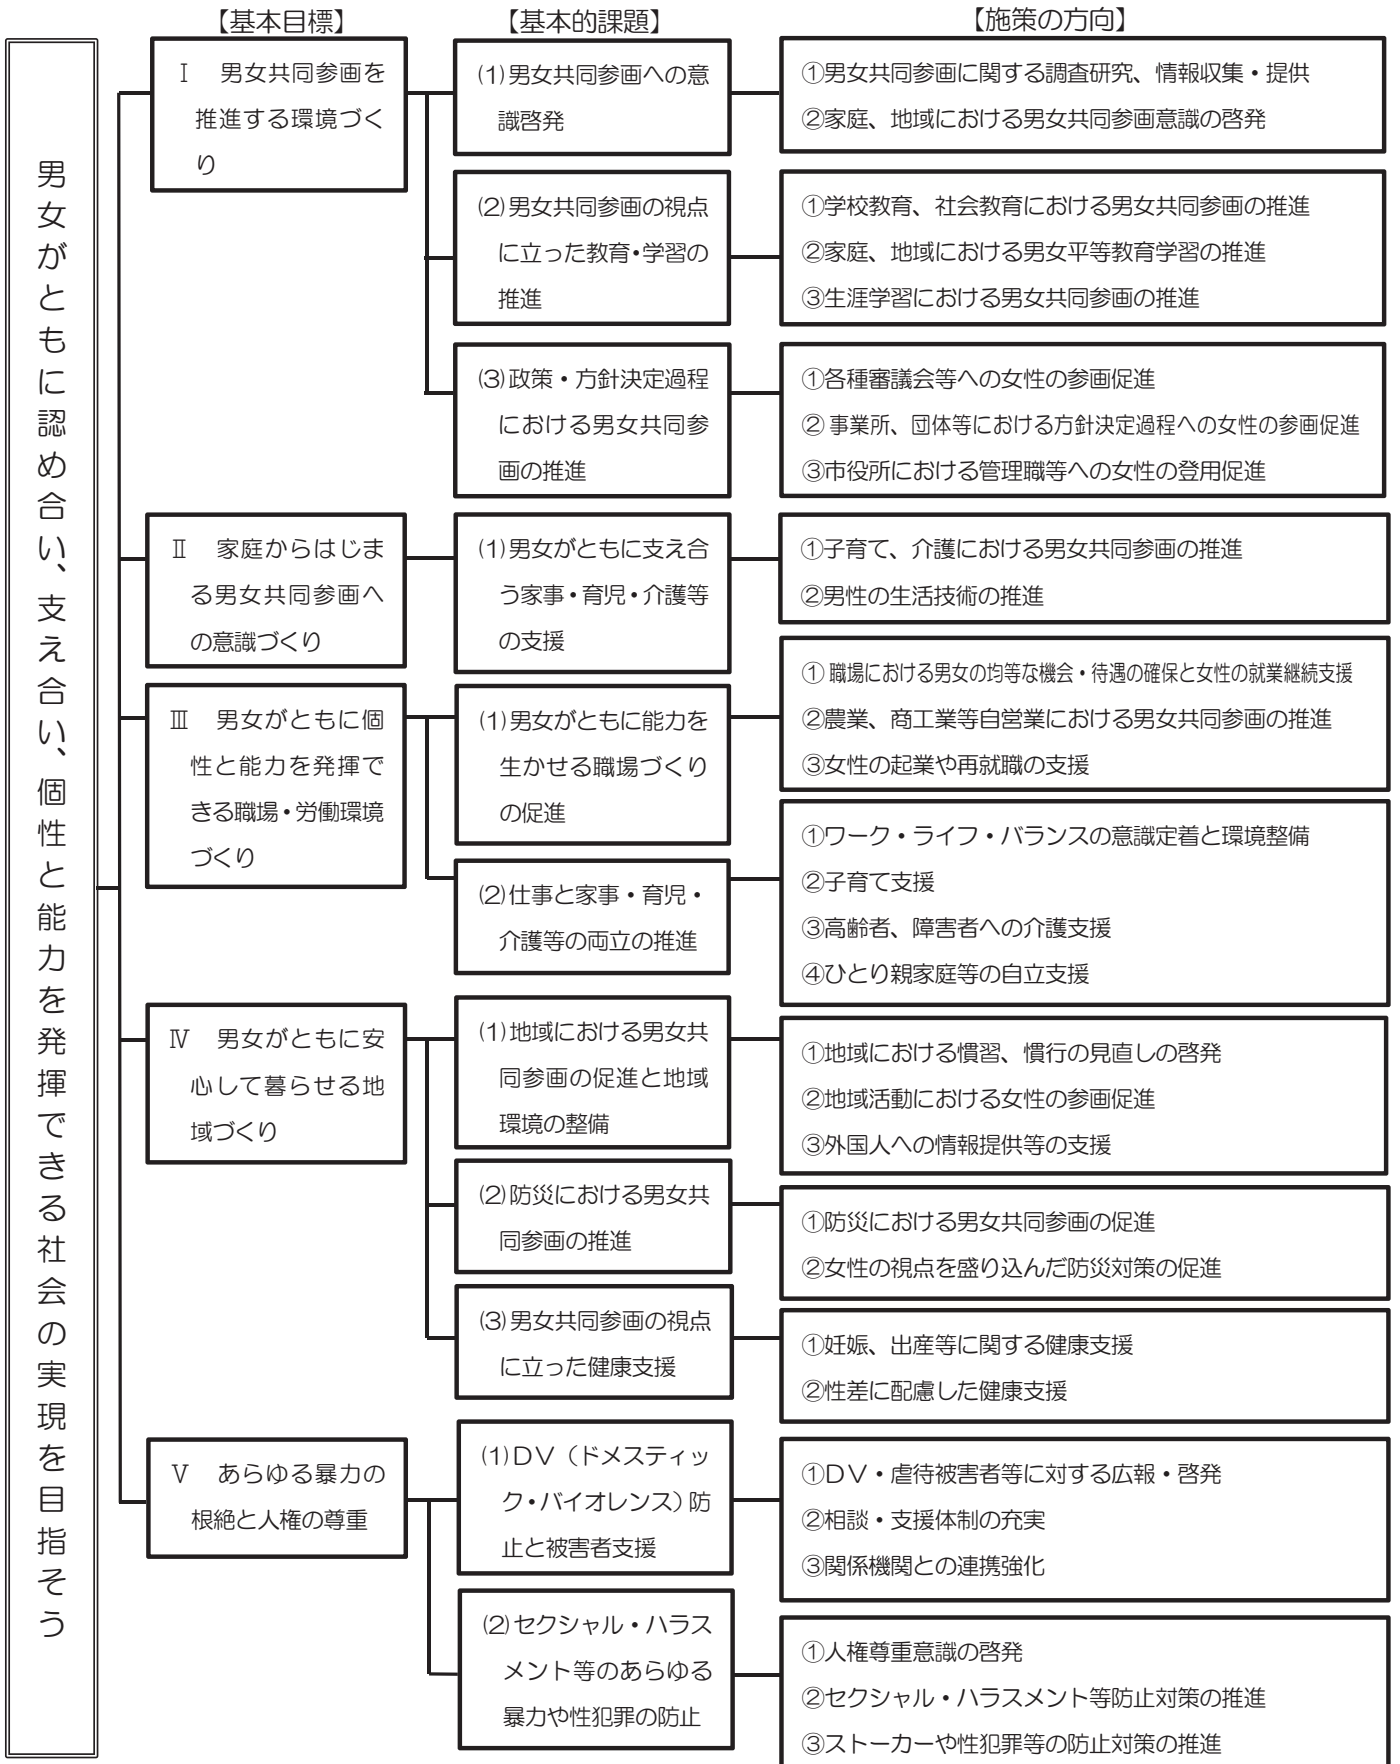 【基本目標】
【基本的課題】
【施策の方向】
男女がともに認め合い、支え合い、個性と能力を発揮できる社会の実現を目指そう
Ⅰ 男女共同参画を
推進する環境づく
り
(1)男女共同参画への意
識啓発
①男女共同参画に関する調査研究、情報収集・提供
②家庭、地域における男女共同参画意識の啓発
(2)男女共同参画の視点
に立った教育・学習の
推進
①学校教育、社会教育における男女共同参画の推進
②家庭、地域における男女平等教育学習の推進
③生涯学習における男女共同参画の推進
(3)政策・方針決定過程
における男女共同参
画の推進
①各種審議会等への女性の参画促進
②事業所、団体等における方針決定過程への女性の参画促進
③市役所における管理職等への女性の登用促進
Ⅱ 家庭からはじま
る男女共同参画へ
の意識づくり
(1)男女がともに支え合
う家事・育児・介護等
の支援
①子育て、介護における男女共同参画の推進
②男性の生活技術の推進
Ⅲ 男女がともに個
性と能力を発揮で
きる職場・労働環境
づくり
(1)男女がともに能力を
生かせる職場づくり
の促進
①職場における男女の均等な機会・待遇の確保と女性の就業継続支援
②農業、商工業等自営業における男女共同参画の推進
③女性の起業や再就職の支援
(2)仕事と家事・育児・
介護等の両立の推進
①ワーク・ライフ・バランスの意識定着と環境整備
②子育て支援
③高齢者、障害者への介護支援
④ひとり親家庭等の自立支援
Ⅳ 男女がともに安
心して暮らせる地
域づくり
(1)地域における男女共
同参画の促進と地域
環境の整備
①地域における慣習、慣行の見直しの啓発
②地域活動における女性の参画促進
③外国人への情報提供等の支援
(2)防災における男女共
同参画の推進
①防災における男女共同参画の促進
②女性の視点を盛り込んだ防災対策の促進
(3)男女共同参画の視点
に立った健康支援
①妊娠、出産等に関する健康支援
②性差に配慮した健康支援
Ⅴ あらゆる暴力の
根絶と人権の尊重
(1)DV（ドメスティッ
ク・バイオレンス）防
止と被害者支援
①DV・虐待被害者等に対する広報・啓発
②相談・支援体制の充実
③関係機関との連携強化
(2)セクシャル・ハラス
メント等のあらゆる
暴力や性犯罪の防止
①人権尊重意識の啓発
②セクシャル・ハラスメント等防止対策の推進
③ストーカーや性犯罪等の防止対策の推進